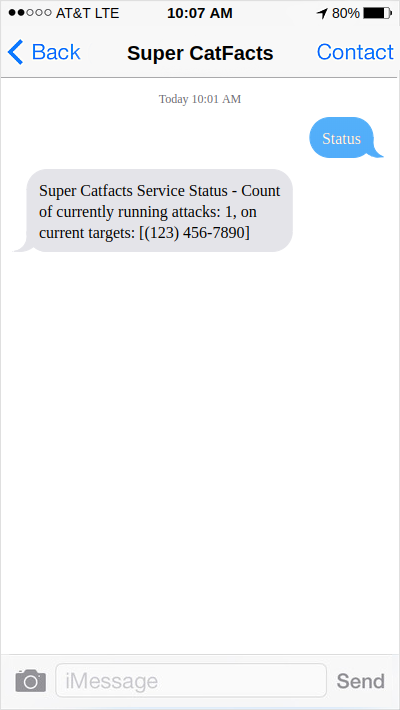 AT&T LTE 10:07 AM 80%
Back Super CatFacts Contact
Today 10:01 AM
Status
Super Catfacts Service Status - Count
of currently running attacks: 1, on
current targets: [(123) 456-7890]
iMessage Send